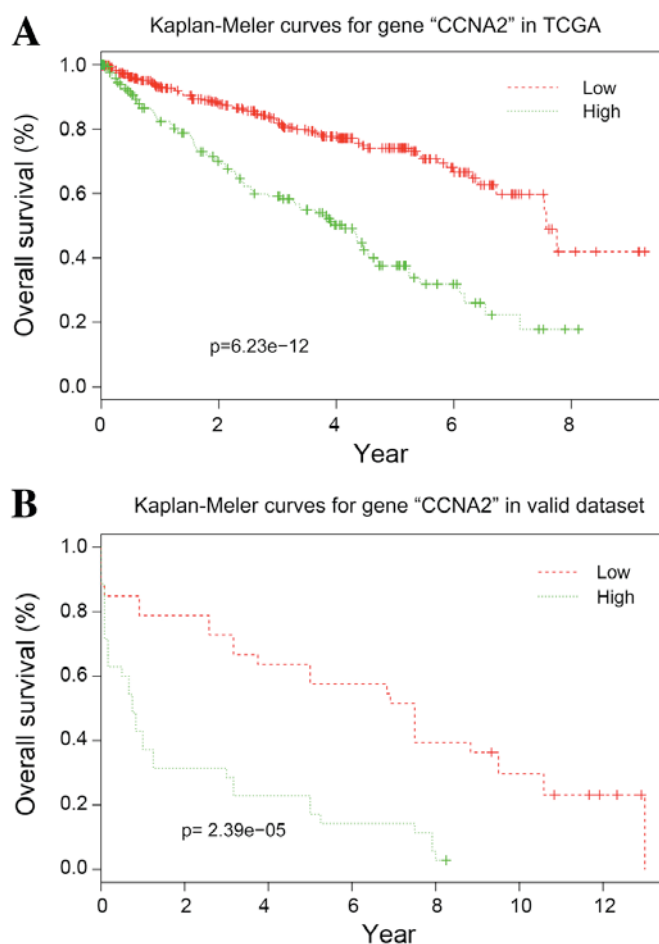 A
Kaplan-Meler curves for gene “CCNA2” in TCGA
1.0
0.8
0.6
0.4
0.2
0.0
Overall survival (%)
Low
High
p=6.23e−12
0 2 4 6 8
Year
B
Kaplan-Meler curves for gene “CCNA2” in valid dataset
1.0
0.8
0.6
0.4
0.2
0.0
Overall survival (%)
Low
High
p= 2.39e−05
0 2 4 6 8 10 12
Year